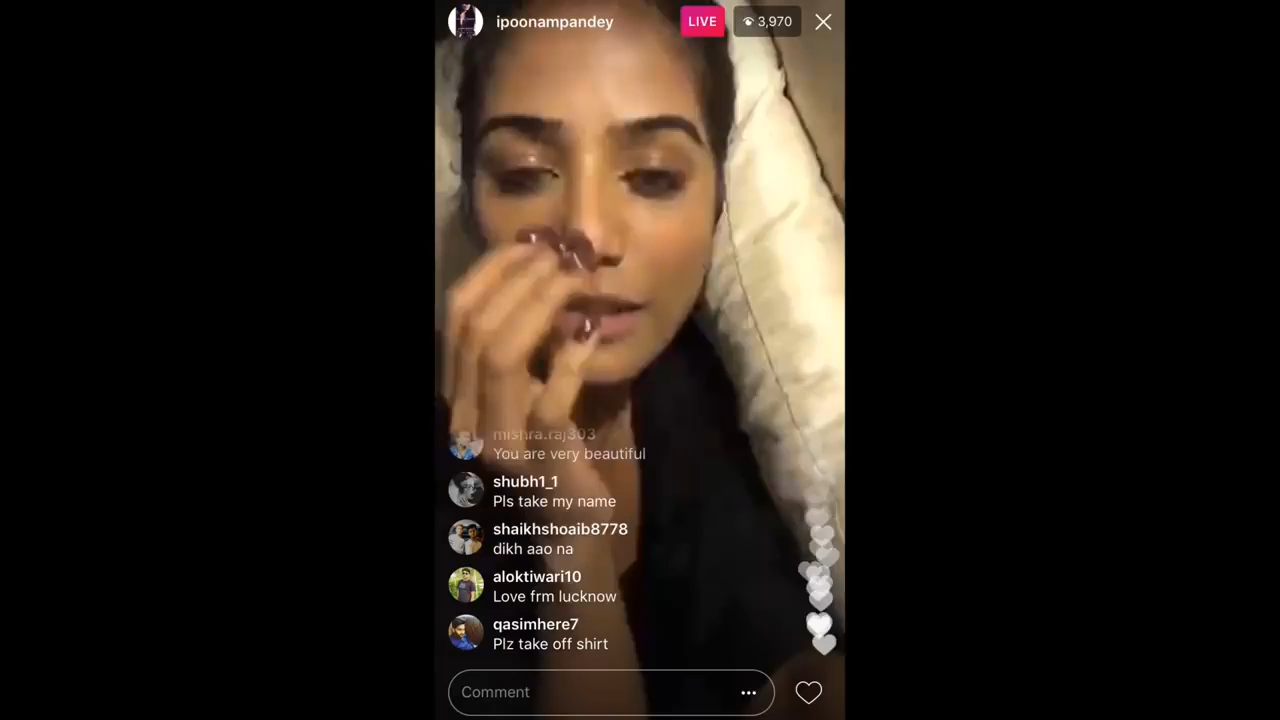 ipoonampandey
LIVE
3,970
mishra.raj303
You are very beautiful
shubh1_1
Pls take my name
shaikhshoaib8778
dikh aao na
aloktiwari10
Love frm lucknow
qasimhere7
Plz take off shirt
Comment